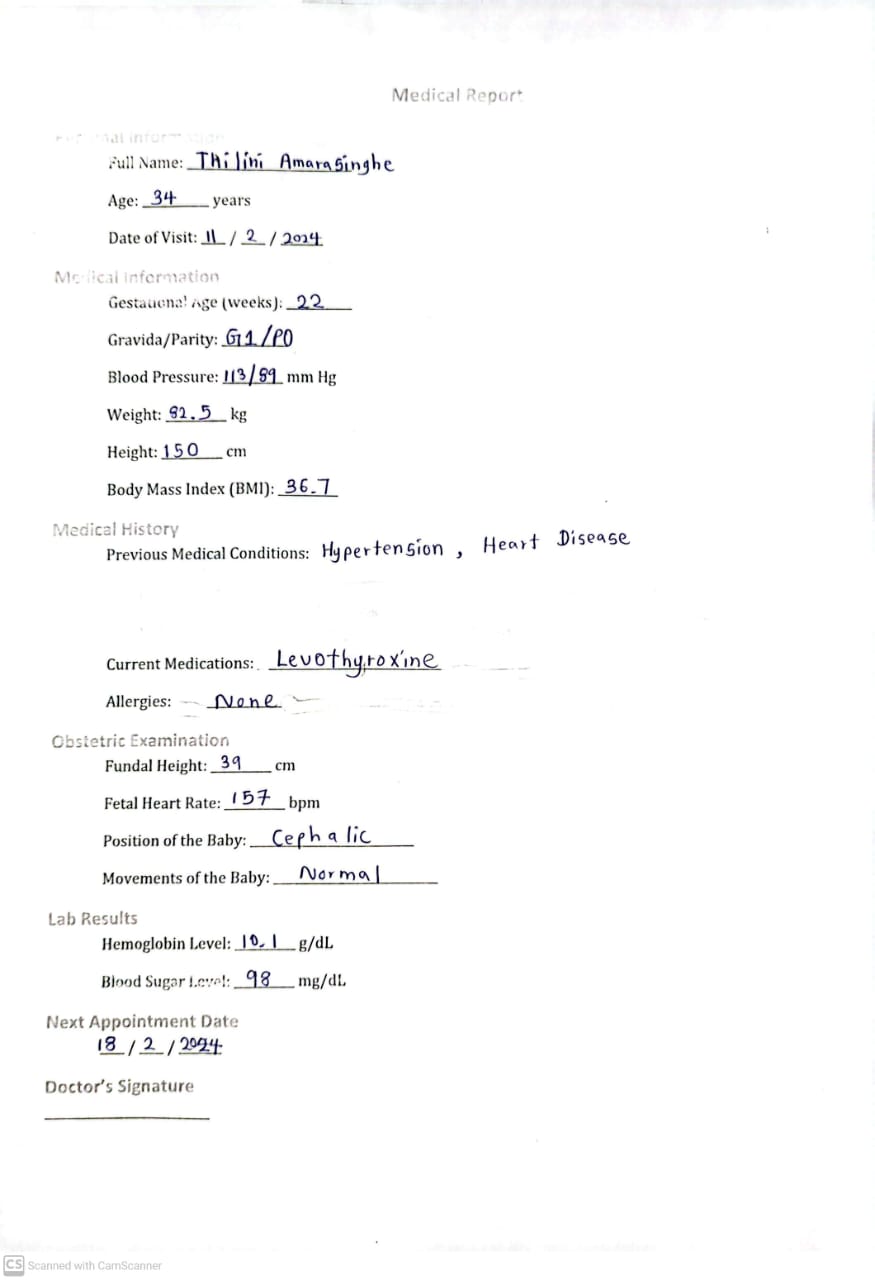 Medical Report
Personal Information
Full Name: Thilini Amarasinghe
Age: 34 years
Date of Visit: 11 / 2 / 2024
Medical Information
Gestational Age (weeks): 22
Gravida/Parity: G1/P0
Blood Pressure: 113/89 mm Hg
Weight: 82.5 kg
Height: 150 cm
Body Mass Index (BMI): 36.7
Medical History
Previous Medical Conditions: Hypertension, Heart Disease
Current Medications: Levothyroxine
Allergies: None
Obstetric Examination
Fundal Height: 39 cm
Fetal Heart Rate: 157 bpm
Position of the Baby: Cephalic
Movements of the Baby: Normal
Lab Results
Hemoglobin Level: 10.1 g/dL
Blood Sugar Level: 98 mg/dL
Next Appointment Date
18 / 2 / 2024
Doctor's Signature
CS Scanned with CamScanner